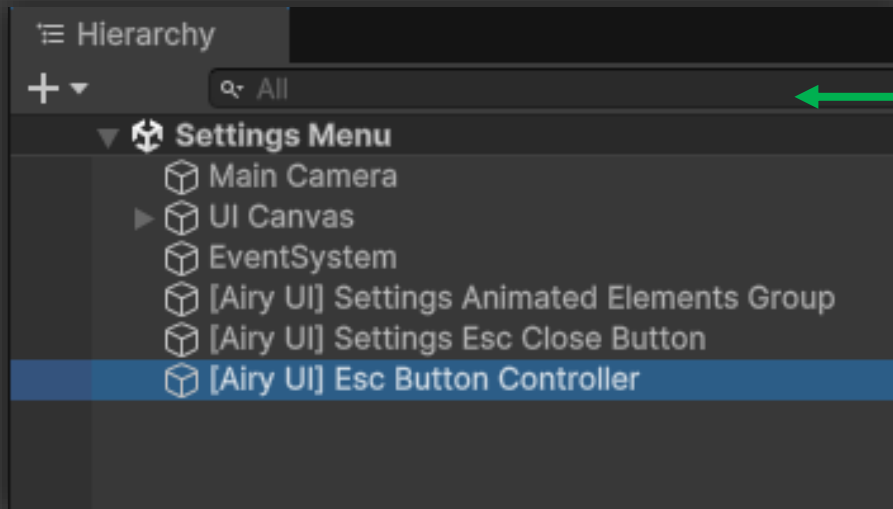 Hierarchy
All
Settings Menu
Main Camera
UI Canvas
EventSystem
[Airy UI] Settings Animated Elements Group
[Airy UI] Settings Esc Close Button
[Airy UI] Esc Button Controller